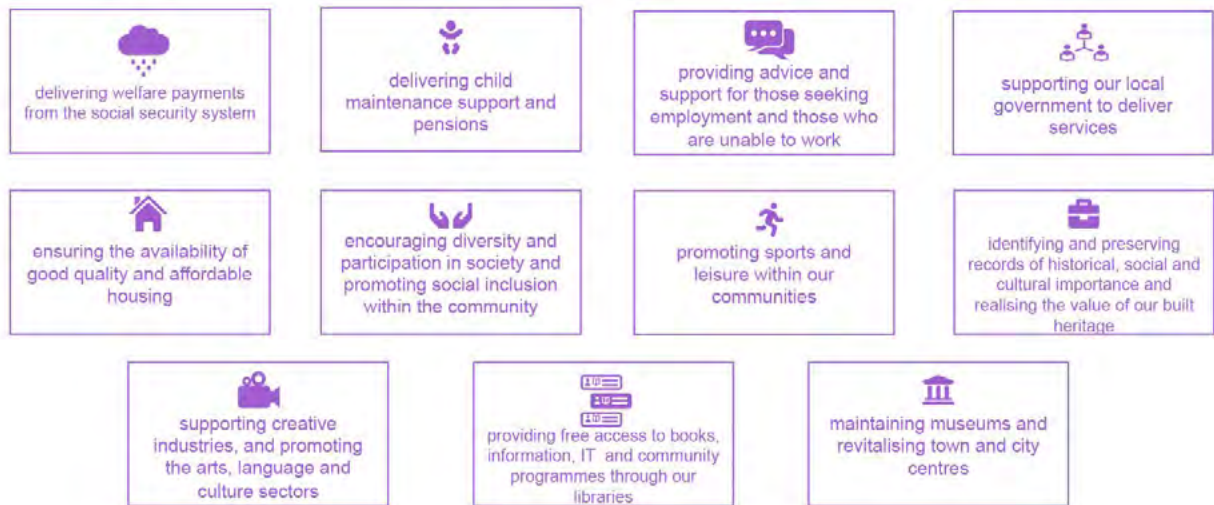 delivering welfare payments
from the social security system
delivering child
maintenance support and
pensions
providing advice and
support for those seeking
employment and those who
are unable to work
supporting our local
government to deliver
services
ensuring the availability of
good quality and affordable
housing
encouraging diversity and
participation in society and
promoting social inclusion
within the community
promoting sports and
leisure within our
communities
identifying and preserving
records of historical, social and
cultural importance and
realising the value of our built
heritage
supporting creative
industries, and promoting
the arts, language and
culture sectors
providing free access to books,
information, IT and community
programmes through our
libraries
maintaining museums and
revitalising town and city
centres